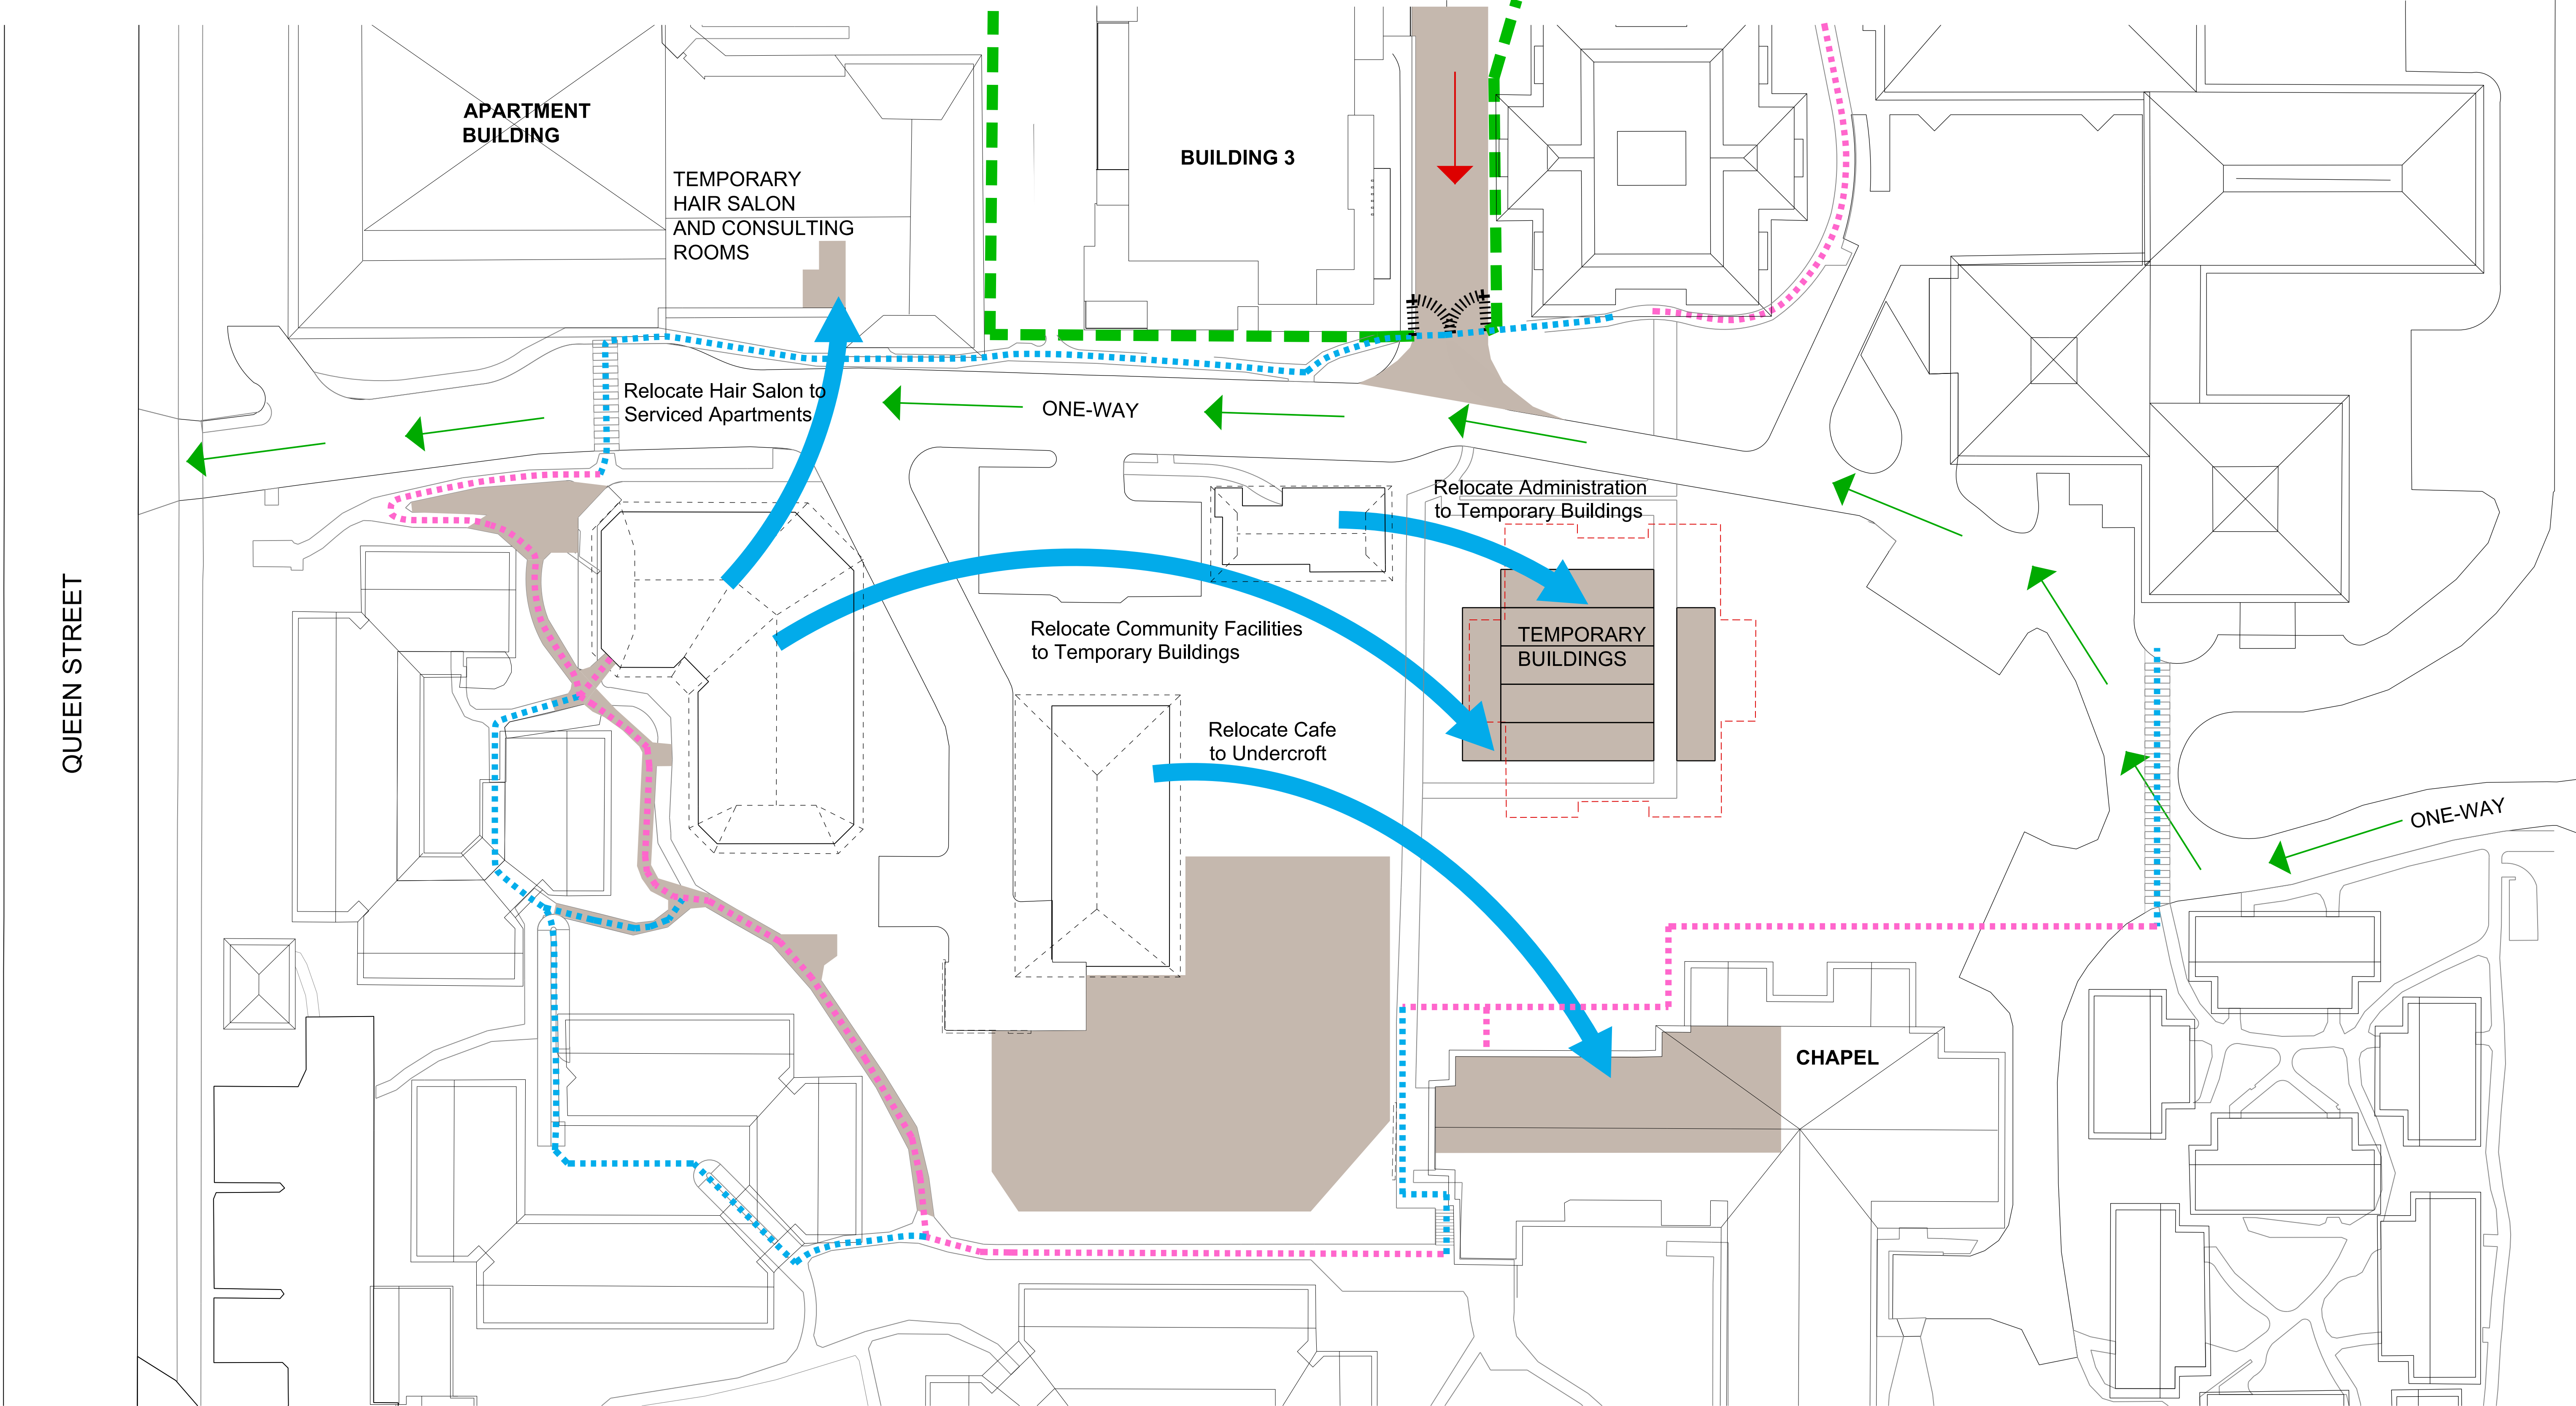 APARTMENT
BUILDING
TEMPORARY
HAIR SALON
AND CONSULTING
ROOMS
BUILDING 3
Relocate Hair Salon to
Serviced Apartments
ONE-WAY
Relocate Administration
to Temporary Buildings
QUEEN STREET
Relocate Community Facilities
to Temporary Buildings
TEMPORARY
BUILDINGS
Relocate Cafe
to Undercroft
ONE-WAY
CHAPEL